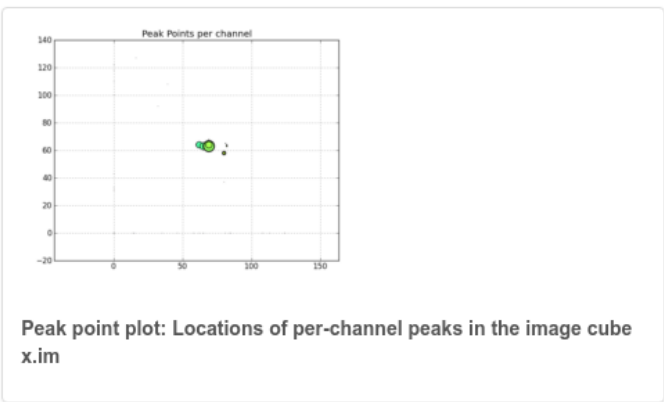 Peak Points per channel
140
120
100
80
60
40
20
0
−20
0 50 100 150
Peak point plot: Locations of per-channel peaks in the image cube
x.im